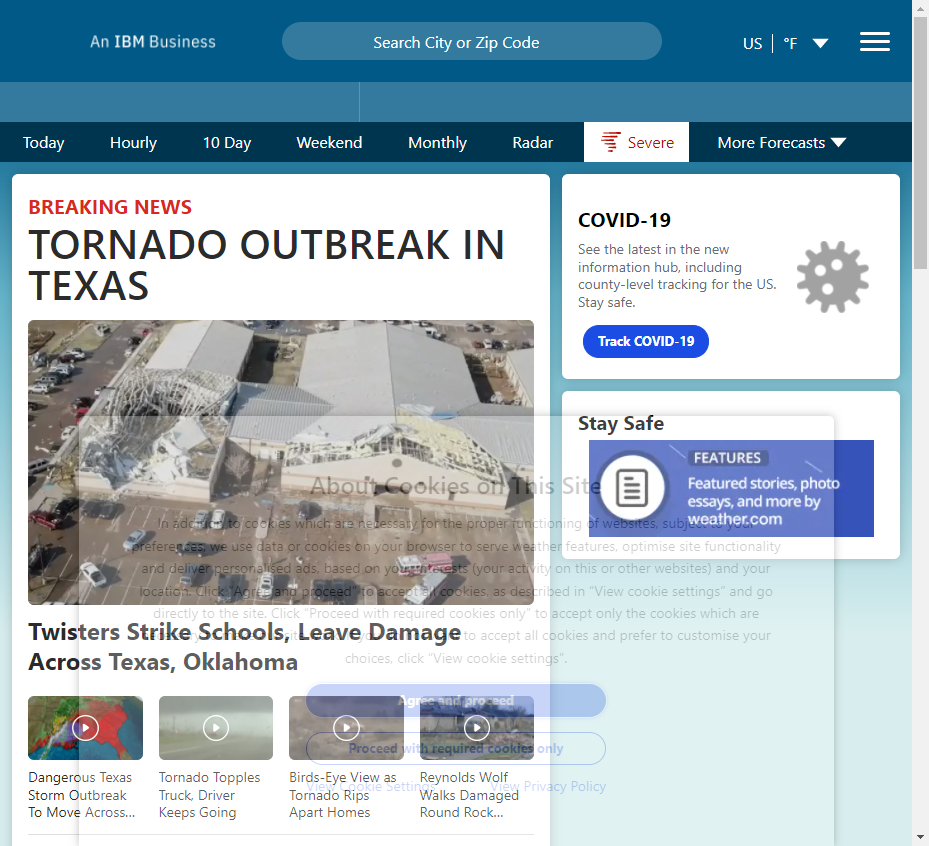 An IBM Business
Search City or Zip Code
US
°F
Today
Hourly
10 Day
Weekend
Monthly
Radar
Severe
More Forecasts
BREAKING NEWS
TORNADO OUTBREAK IN
TEXAS
Twisters Strike Schools, Leave Damage
Across Texas, Oklahoma
Dangerous Texas
Storm Outbreak
To Move Across...
Tornado Topples
Truck, Driver
Keeps Going
Birds-Eye View as
Tornado Rips
Apart Homes
Reynolds Wolf
Walks Damaged
Round Rock...
COVID-19
See the latest in the new
information hub, including
county-level tracking for the US.
Stay safe.
Track COVID-19
Stay Safe
FEATURES
Featured stories, photo
essays, and more by
weather.com
About Cookies on This Site
In addition to cookies which are necessary for the proper functioning of websites, subject to your
preferences, we use data or cookies on your browser to serve weather features, optimise site functionality
and deliver personalised ads, based on your interests (your activity on this or other websites) and your
location. Click "Agree and proceed" to accept all cookies, as described in "View cookie settings" and go
directly to the site. Click "Proceed with required cookies only" to accept only the cookies which are
to accept all cookies and prefer to customise your
choices, click "View cookie settings".
Agree and proceed
Proceed with required cookies only
View Cookie Settings
View Privacy Policy